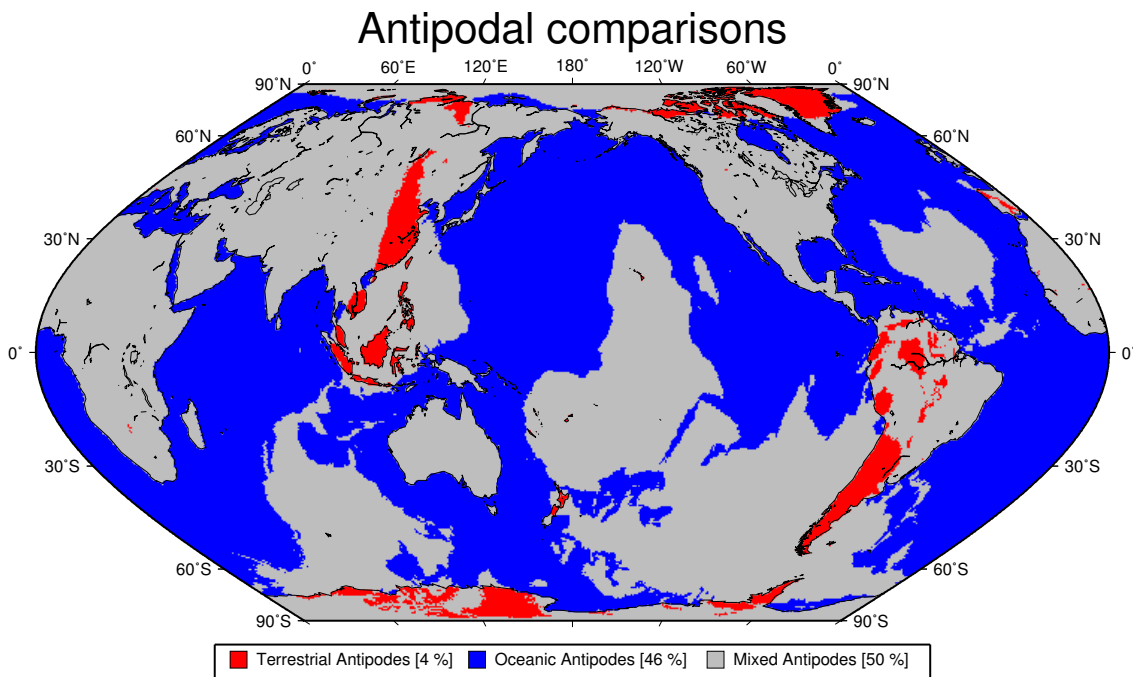 Antipodal comparisons
0˚ 60˚E 120˚E 180˚ 120˚W 60˚W 0˚
90˚N 90˚N
60˚N 60˚N
30˚N 30˚N
0˚ 0˚
30˚S 30˚S
60˚S 60˚S
90˚S 90˚S
Terrestrial Antipodes [4 %] Oceanic Antipodes [46 %] Mixed Antipodes [50 %]